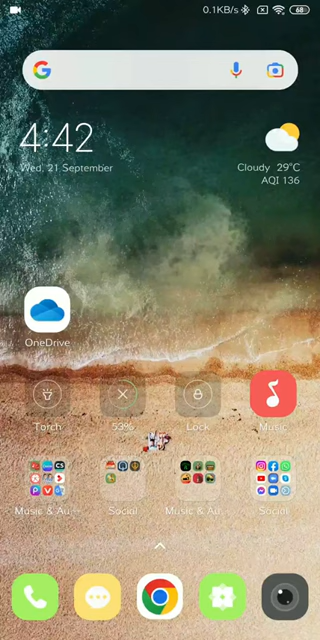 0.1KB/s
68
4:42
Wed, 21 September
Cloudy 29°C
AQI 136
OneDrive
Torch
53%
Lock
Music
Music & Au...
Social
Music & Au...
Social